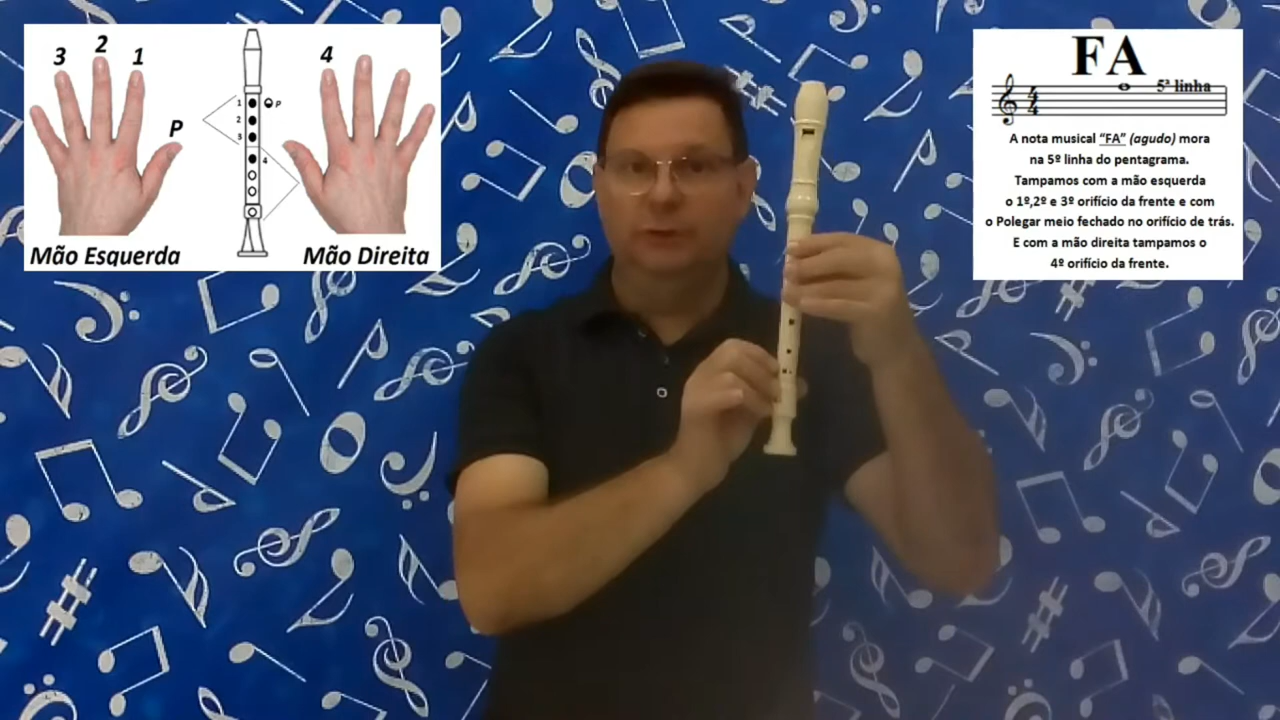 3 2 1
P
4
1 P
2
3
4
Mão Esquerda
Mão Direita
FA
5ª linha
4
4
A nota musical “FA” (agudo) mora
na 5º linha do pentagrama.
Tampamos com a mão esquerda
o 1º,2º e 3º orifício da frente e com
o Polegar meio fechado no orifício de trás.
E com a mão direita tampamos o
4º orifício da frente.